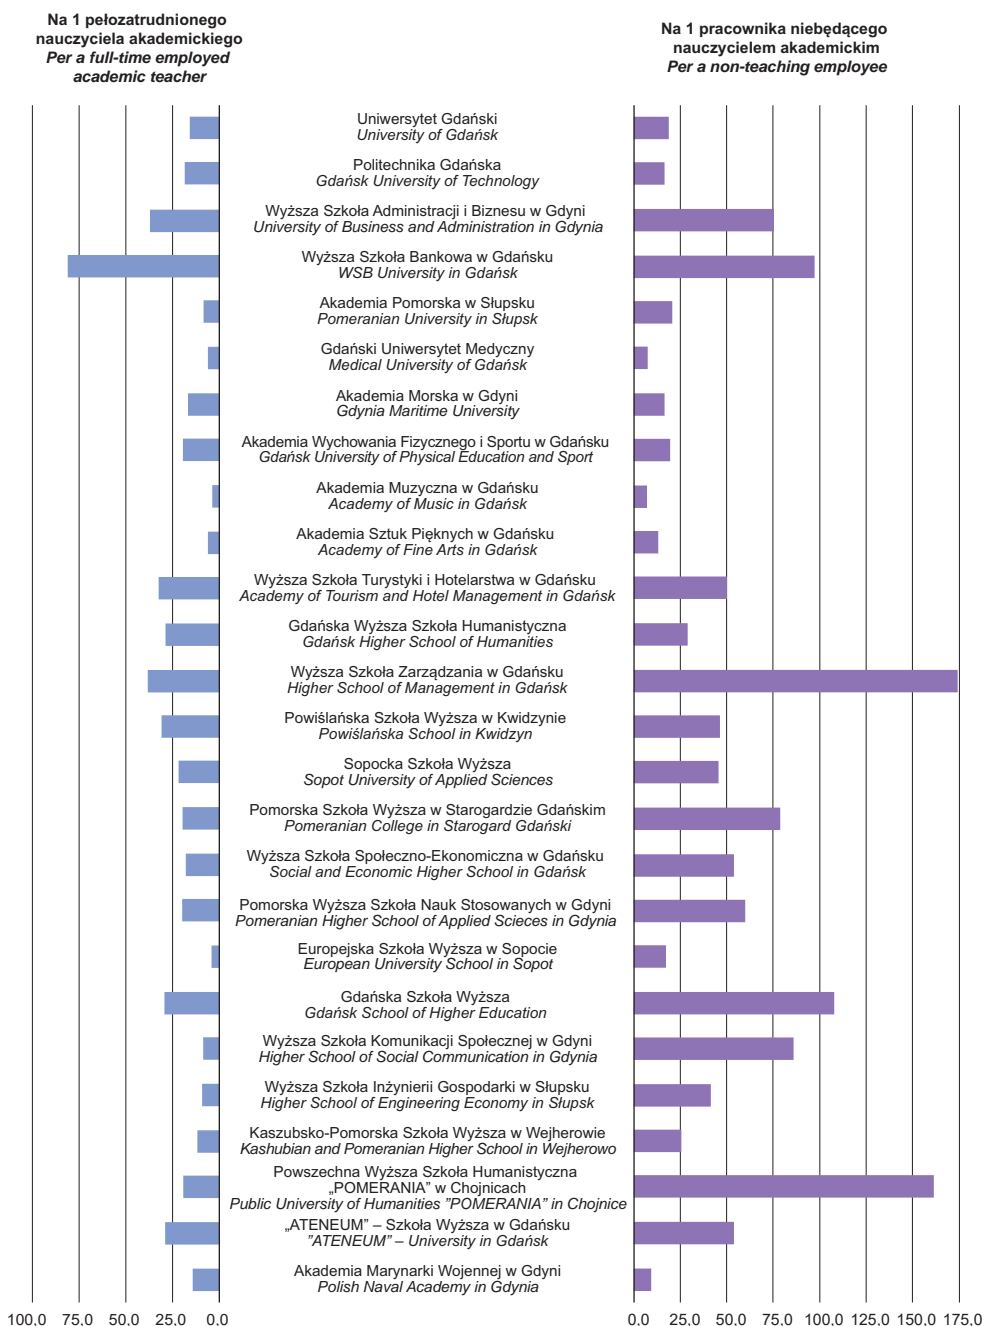 Na 1 pełozatrudnionego
nauczyciela akademickiego
Per a full-time employed
academic teacher
Na 1 pracownika niebędącego
nauczycielem akademickim
Per a non-teaching employee
Uniwersytet Gdański
University of Gdańsk
Politechnika Gdańska
Gdańsk University of Technology
Wyższa Szkoła Administracji i Biznesu w Gdyni
University of Business and Administration in Gdynia
Wyższa Szkoła Bankowa w Gdańsku
WSB University in Gdańsk
Akademia Pomorska w Słupsku
Pomeranian University in Słupsk
Gdański Uniwersytet Medyczny
Medical University of Gdańsk
Akademia Morska w Gdyni
Gdynia Maritime University
Akademia Wychowania Fizycznego i Sportu w Gdańsku
Gdańsk University of Physical Education and Sport
Akademia Muzyczna w Gdańsku
Academy of Music in Gdańsk
Akademia Sztuk Pięknych w Gdańsku
Academy of Fine Arts in Gdańsk
Wyższa Szkoła Turystyki i Hotelarstwa w Gdańsku
Academy of Tourism and Hotel Management in Gdańsk
Gdańska Wyższa Szkoła Humanistyczna
Gdańsk Higher School of Humanities
Wyższa Szkoła Zarządzania w Gdańsku
Higher School of Management in Gdańsk
Powiślańska Szkoła Wyższa w Kwidzynie
Powiślańska School in Kwidzyn
Sopocka Szkoła Wyższa
Sopot University of Applied Sciences
Pomorska Szkoła Wyższa w Starogardzie Gdańskim
Pomeranian College in Starogard Gdański
Wyższa Szkoła Społeczno-Ekonomiczna w Gdańsku
Social and Economic Higher School in Gdańsk
Pomorska Wyższa Szkoła Nauk Stosowanych w Gdyni
Pomeranian Higher School of Applied Scieces in Gdynia
Europejska Szkoła Wyższa w Sopocie
European University School in Sopot
Gdańska Szkoła Wyższa
Gdańsk School of Higher Education
Wyższa Szkoła Komunikacji Społecznej w Gdyni
Higher School of Social Communication in Gdynia
Wyższa Szkoła Inżynierii Gospodarki w Słupsku
Higher School of Engineering Economy in Słupsk
Kaszubsko-Pomorska Szkoła Wyższa w Wejherowie
Kashubian and Pomeranian Higher School in Wejherowo
Powszechna Wyższa Szkoła Humanistyczna
„POMERANIA” w Chojnicach
Public University of Humanities ”POMERANIA” in Chojnice
„ATENEUM” – Szkoła Wyższa w Gdańsku
”ATENEUM” – University in Gdańsk
Akademia Marynarki Wojennej w Gdyni
Polish Naval Academy in Gdynia
100,0 75,0 50,0 25,0 0,0
0,0 25,0 50,0 75,0 100,0 125,0 150,0 175,0